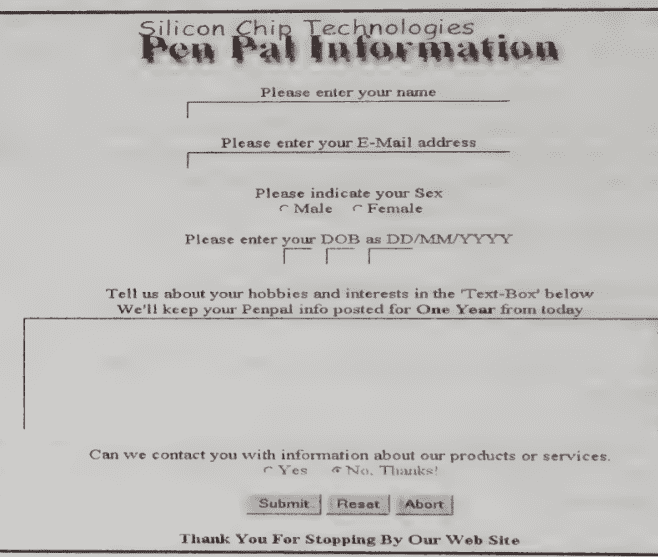 Silicon Chip Technologies
Pen Pal Information
Please enter your name
Please enter your E-Mail address
Please indicate your Sex
Male Female
Please enter your DOB as DD/MM/YYYY
Tell us about your hobbies and interests in the 'Text-Box' below
We'll keep your Penpal info posted for One Year from today
Can we contact you with information about our products or services.
Yes No, Thanks!
Submit Reset Abort
Thank You For Stopping By Our Web Site